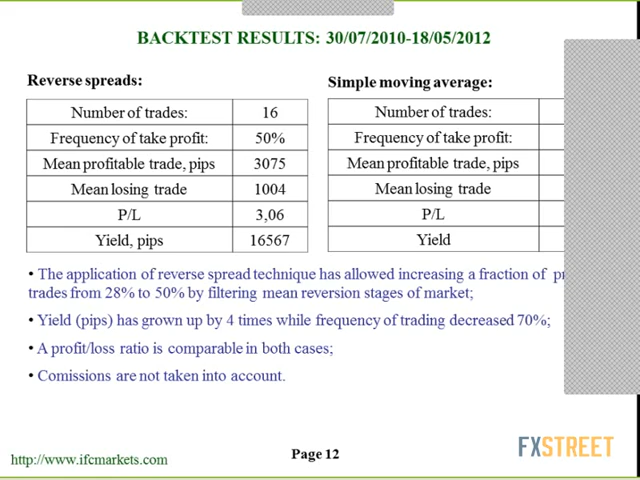 BACKTEST RESULTS: 30/07/2010-18/05/2012
Reverse spreads:
Number of trades: 16
Frequency of take profit: 50%
Mean profitable trade, pips 3075
Mean losing trade 1004
P/L 3,06
Yield, pips 16567
Simple moving average:
Number of trades:
Frequency of take profit:
Mean profitable trade, pips
Mean losing trade
P/L
Yield
• The application of reverse spread technique has allowed increasing a fraction of
trades from 28% to 50% by filtering mean reversion stages of market;
• Yield (pips) has grown up by 4 times while frequency of trading decreased 70%;
• A profit/loss ratio is comparable in both cases;
• Comissions are not taken into account.
http://www.ifcmarkets.com
Page 12
FXSTREET